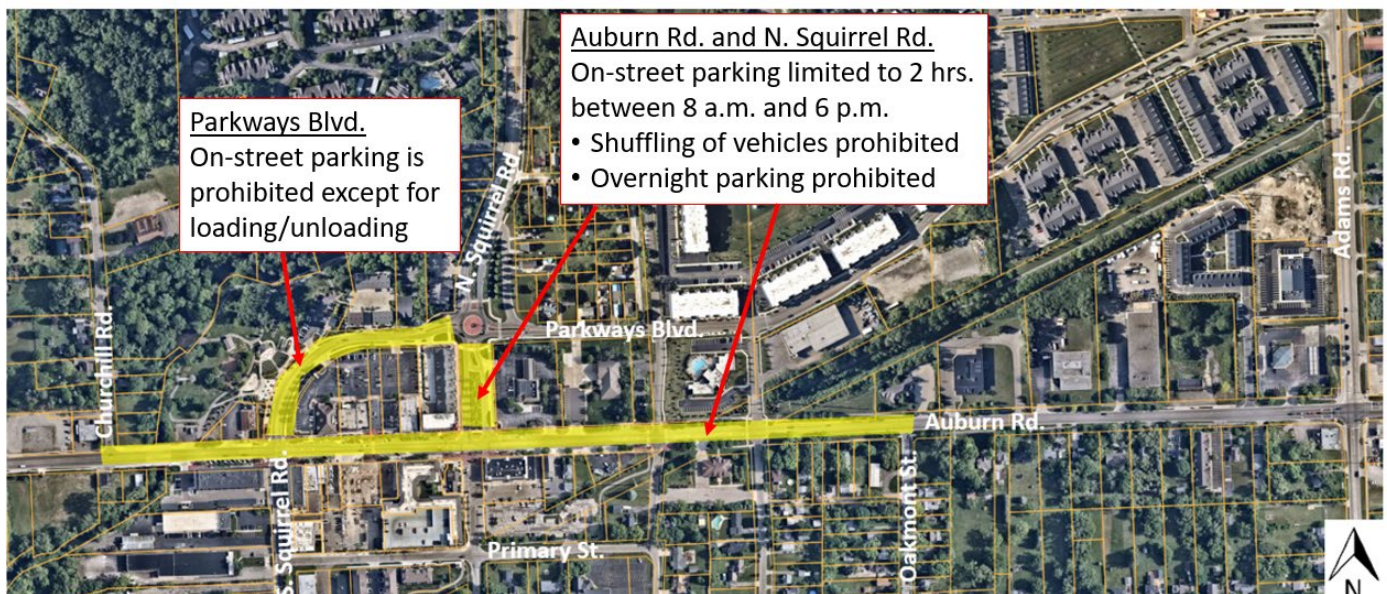 Parkways Blvd.
On-street parking is
prohibited except for
loading/unloading
Auburn Rd. and N. Squirrel Rd.
On-street parking limited to 2 hrs.
between 8 a.m. and 6 p.m.
• Shuffling of vehicles prohibited
• Overnight parking prohibited
N. Squirrel Rd
Adams Rd.
Churchill Rd.
Parkways Blvd.
Auburn Rd.
S. Squirrel Rd.
Primary St.
Oakmont St.
N